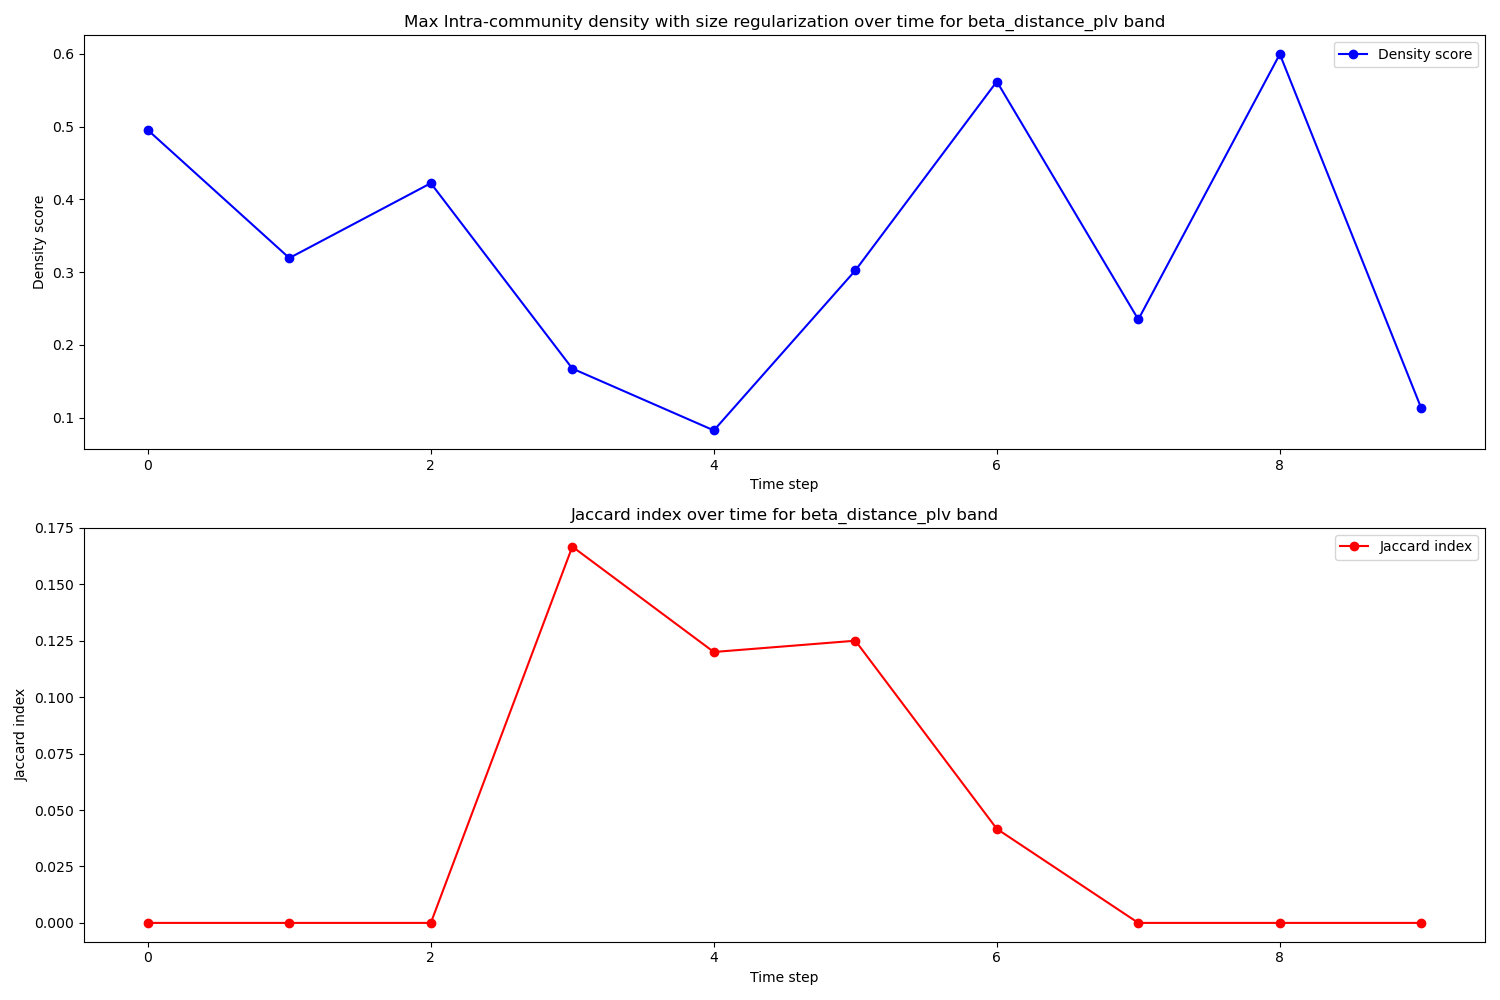 Max Intra-community density with size regularization over time for beta_distance_plv band
Density score
0.6
0.5
0.4
0.3
0.2
0.1
Density score
0 2 4 6 8
Time step
Jaccard index over time for beta_distance_plv band
Jaccard index
0.175
0.150
0.125
0.100
0.075
0.050
0.025
0.000
Jaccard index
0 2 4 6 8
Time step